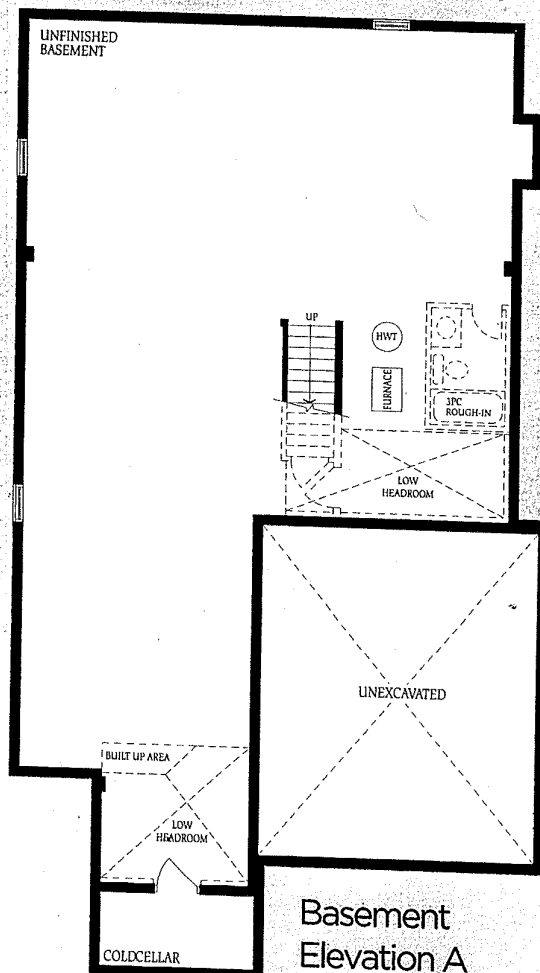 UNFINISHED
BASEMENT
UP
HWT
FURNACE
3PC
ROUGH-IN
LOW
HEADROOM
UNEXCAVATED
BUILT UP AREA
LOW
HEADROOM
COLDCELLAR
Basement
Elevation A